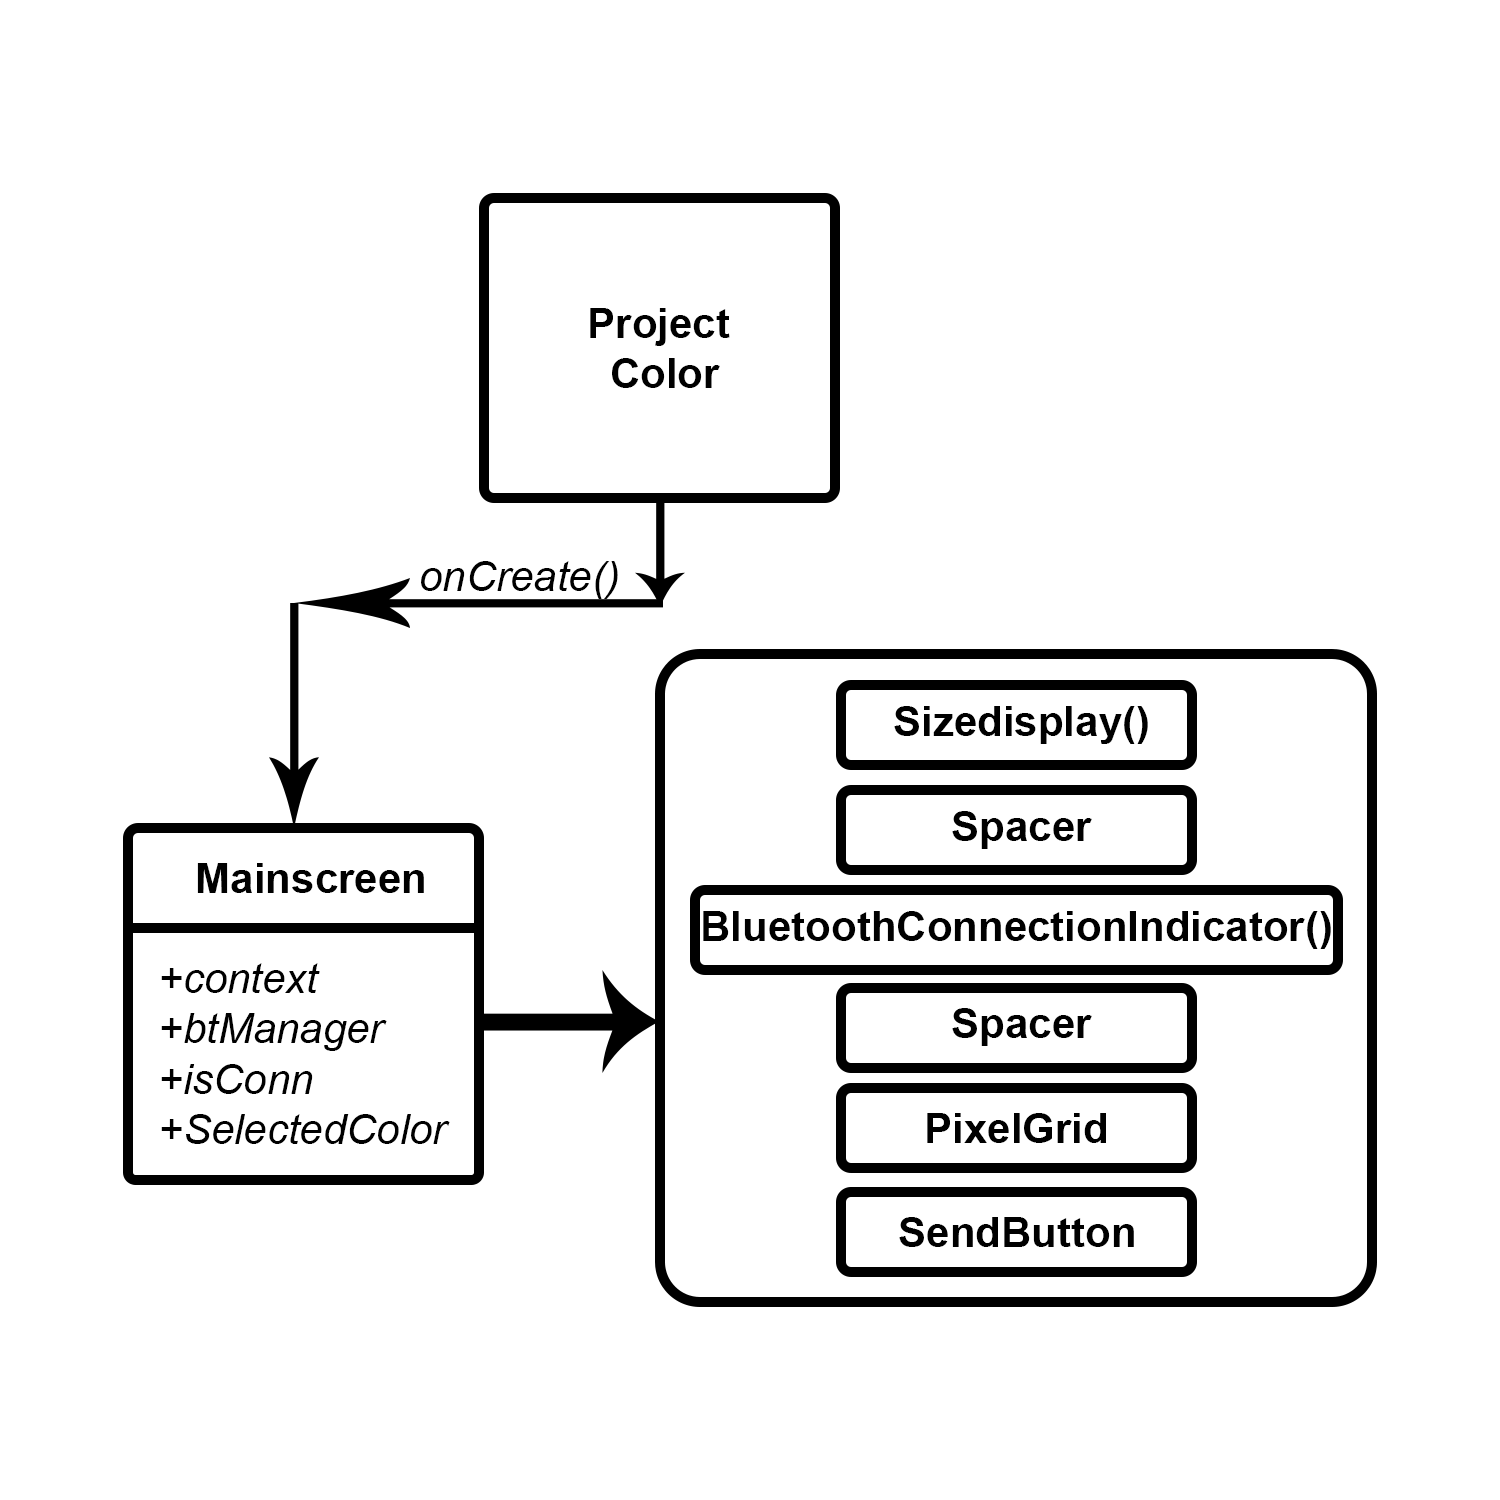 Project
Color
onCreate()
Mainscreen
+context
+btManager
+isConn
+SelectedColor
Sizedisplay()
Spacer
BluetoothConnectionIndicator()
Spacer
PixelGrid
SendButton